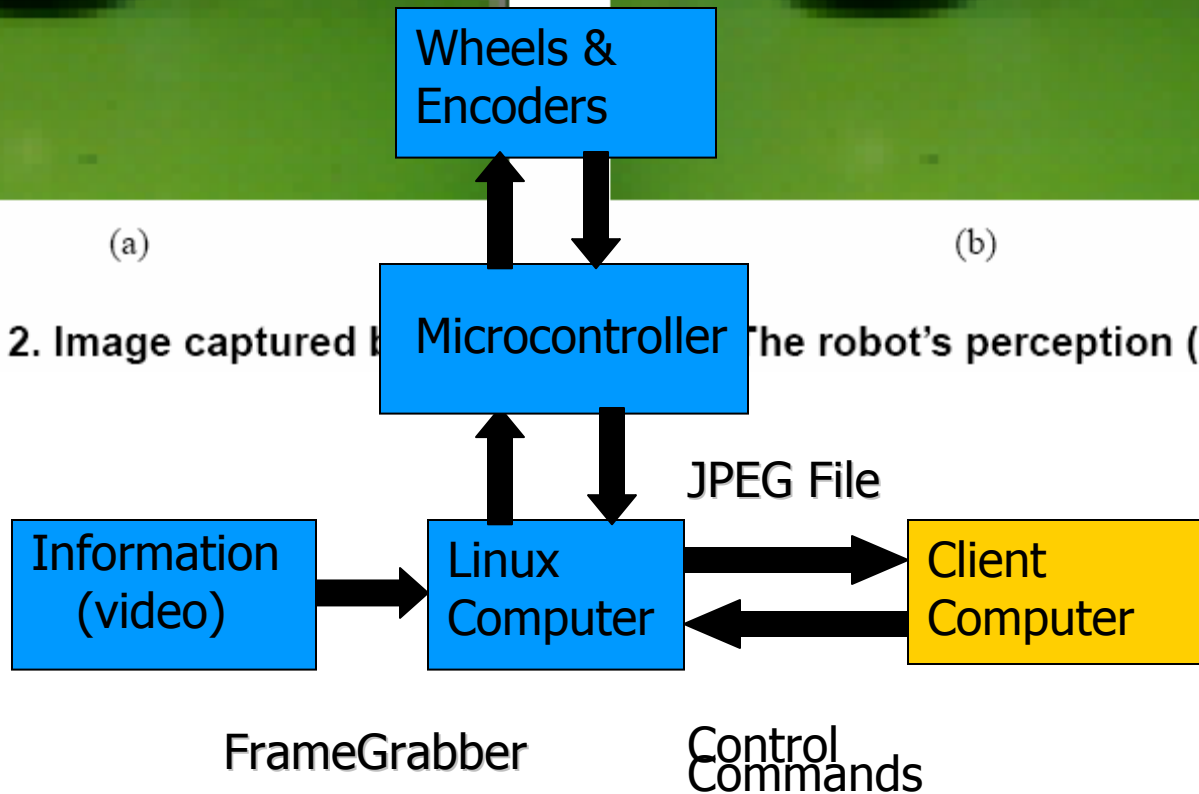 Wheels &
Encoders
(a)
(b)
2. Image captured
Microcontroller
he robot's perception (
JPEG File
Information
(video)
Linux
Computer
Client
Computer
FrameGrabber
Control
Commands